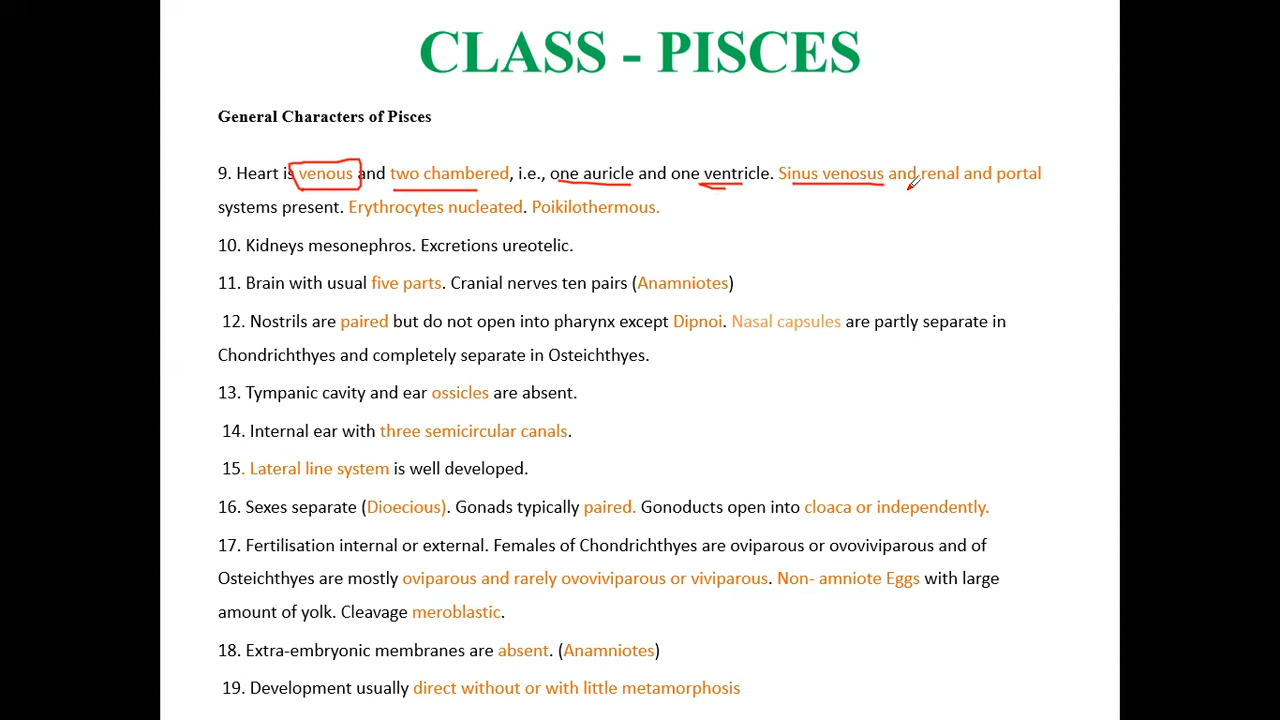 CLASS - PISCES
General Characters of Pisces
9. Heart is venous and two chambered, i.e., one auricle and one ventricle. Sinus venosus and renal and portal
systems present. Erythrocytes nucleated. Poikilothermous.
10. Kidneys mesonephros. Excretions ureotelic.
11. Brain with usual five parts. Cranial nerves ten pairs (Anamniotes)
12. Nostrils are paired but do not open into pharynx except Dipnoi. Nasal capsules are partly separate in
Chondrichthyes and completely separate in Osteichthyes.
13. Tympanic cavity and ear ossicles are absent.
14. Internal ear with three semicircular canals.
15. Lateral line system is well developed.
16. Sexes separate (Dioecious). Gonads typically paired. Gonoducts open into cloaca or independently.
17. Fertilisation internal or external. Females of Chondrichthyes are oviparous or ovoviviparous and of
Osteichthyes are mostly oviparous and rarely ovoviviparous or viviparous. Non- amniote Eggs with large
amount of yolk. Cleavage meroblastic.
18. Extra-embryonic membranes are absent. (Anamniotes)
19. Development usually direct without or with little metamorphosis